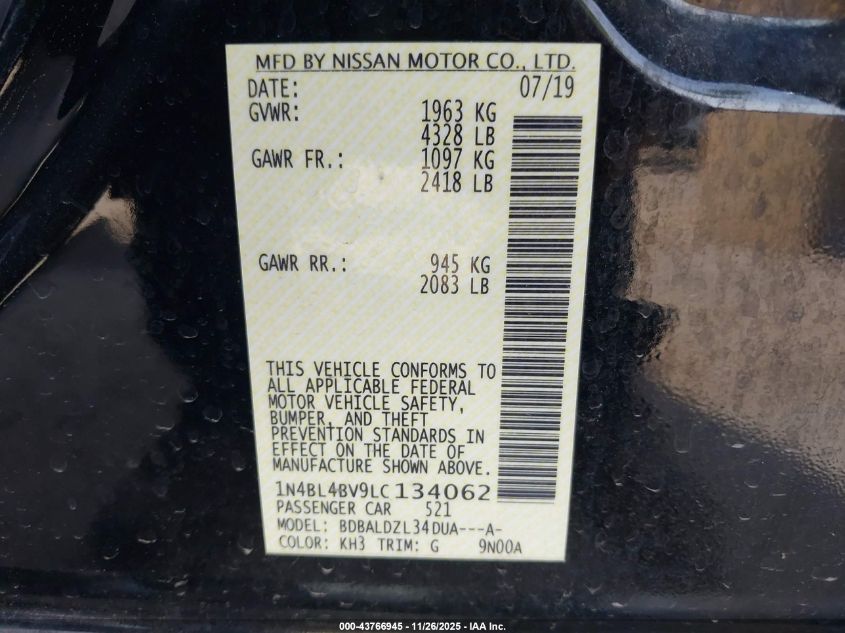 MFD BY NISSAN MOTOR CO., LTD.
DATE: 07/19
GVWR: 1963 KG
4328 LB
GAWR FR.: 1097 KG
2418 LB
GAWR RR.: 945 KG
2083 LB
THIS VEHICLE CONFORMS TO
ALL APPLICABLE FEDERAL
MOTOR VEHICLE SAFETY,
BUMPER, AND THEFT
PREVENTION STANDARDS IN
EFFECT ON THE DATE OF
MANUFACTURE SHOWN ABOVE.
1N4BL4BV9LC134062
PASSENGER CAR 521
MODEL: BDBALDZL34DUA---A-
COLOR: KH3 TRIM: G 9N00A
000-43766945 - 11/26/2025 - IAA Inc.